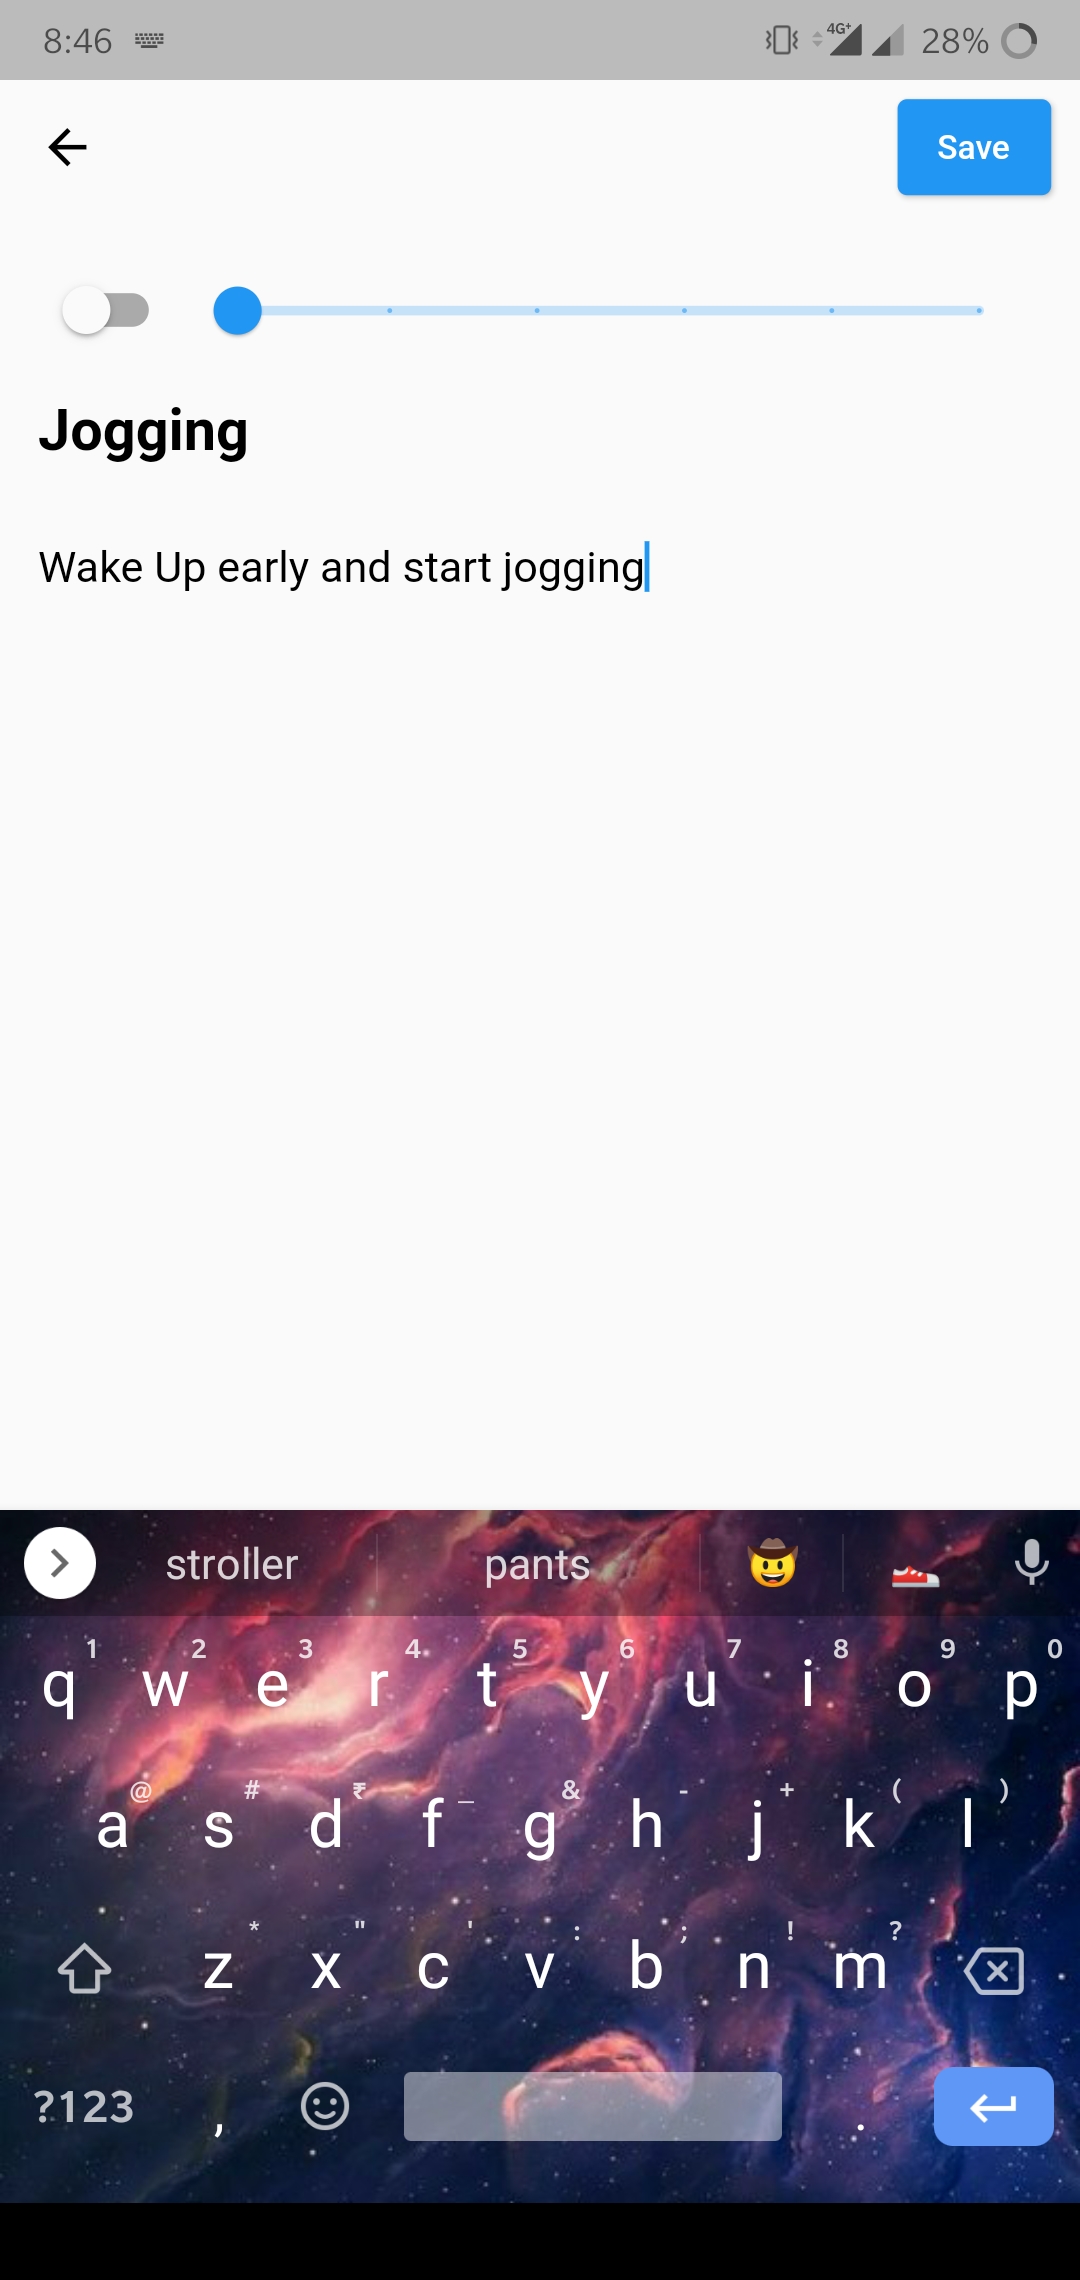 8:46 4G+ 28%
Save
Jogging
Wake Up early and start jogging
stroller pants
1 2 3 4 5 6 7 8 9 0
q w e r t y u i o p
@ # ₹ _ & - + ( )
a s d f g h j k l
* " ' : ; ! ?
z x c v b n m
?123 , .